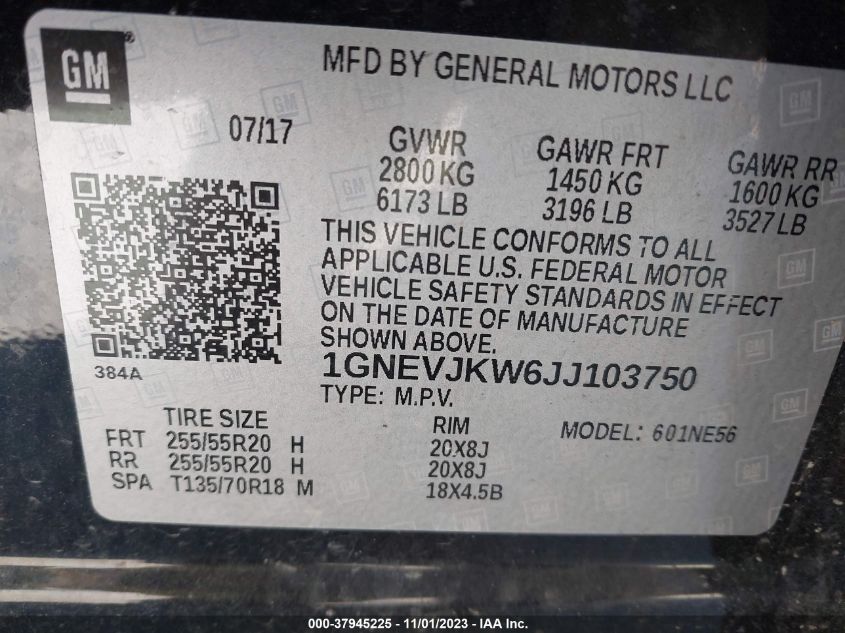 GM
MFD BY GENERAL MOTORS LLC
07/17
GVWR
2800 KG
6173 LB
GAWR FRT
1450 KG
3196 LB
GAWR RR
1600 KG
3527 LB
THIS VEHICLE CONFORMS TO ALL
APPLICABLE U.S. FEDERAL MOTOR
VEHICLE SAFETY STANDARDS IN EFFECT
ON THE DATE OF MANUFACTURE
SHOWN ABOVE.
384A
1GNEVJKW6JJ103750
TYPE: M.P.V.
MODEL: 601NE56
TIRE SIZE RIM
FRT 255/55R20 H 20X8J
RR 255/55R20 H 20X8J
SPA T135/70R18 M 18X4.5B
000-37945225 - 11/01/2023 - IAA Inc.